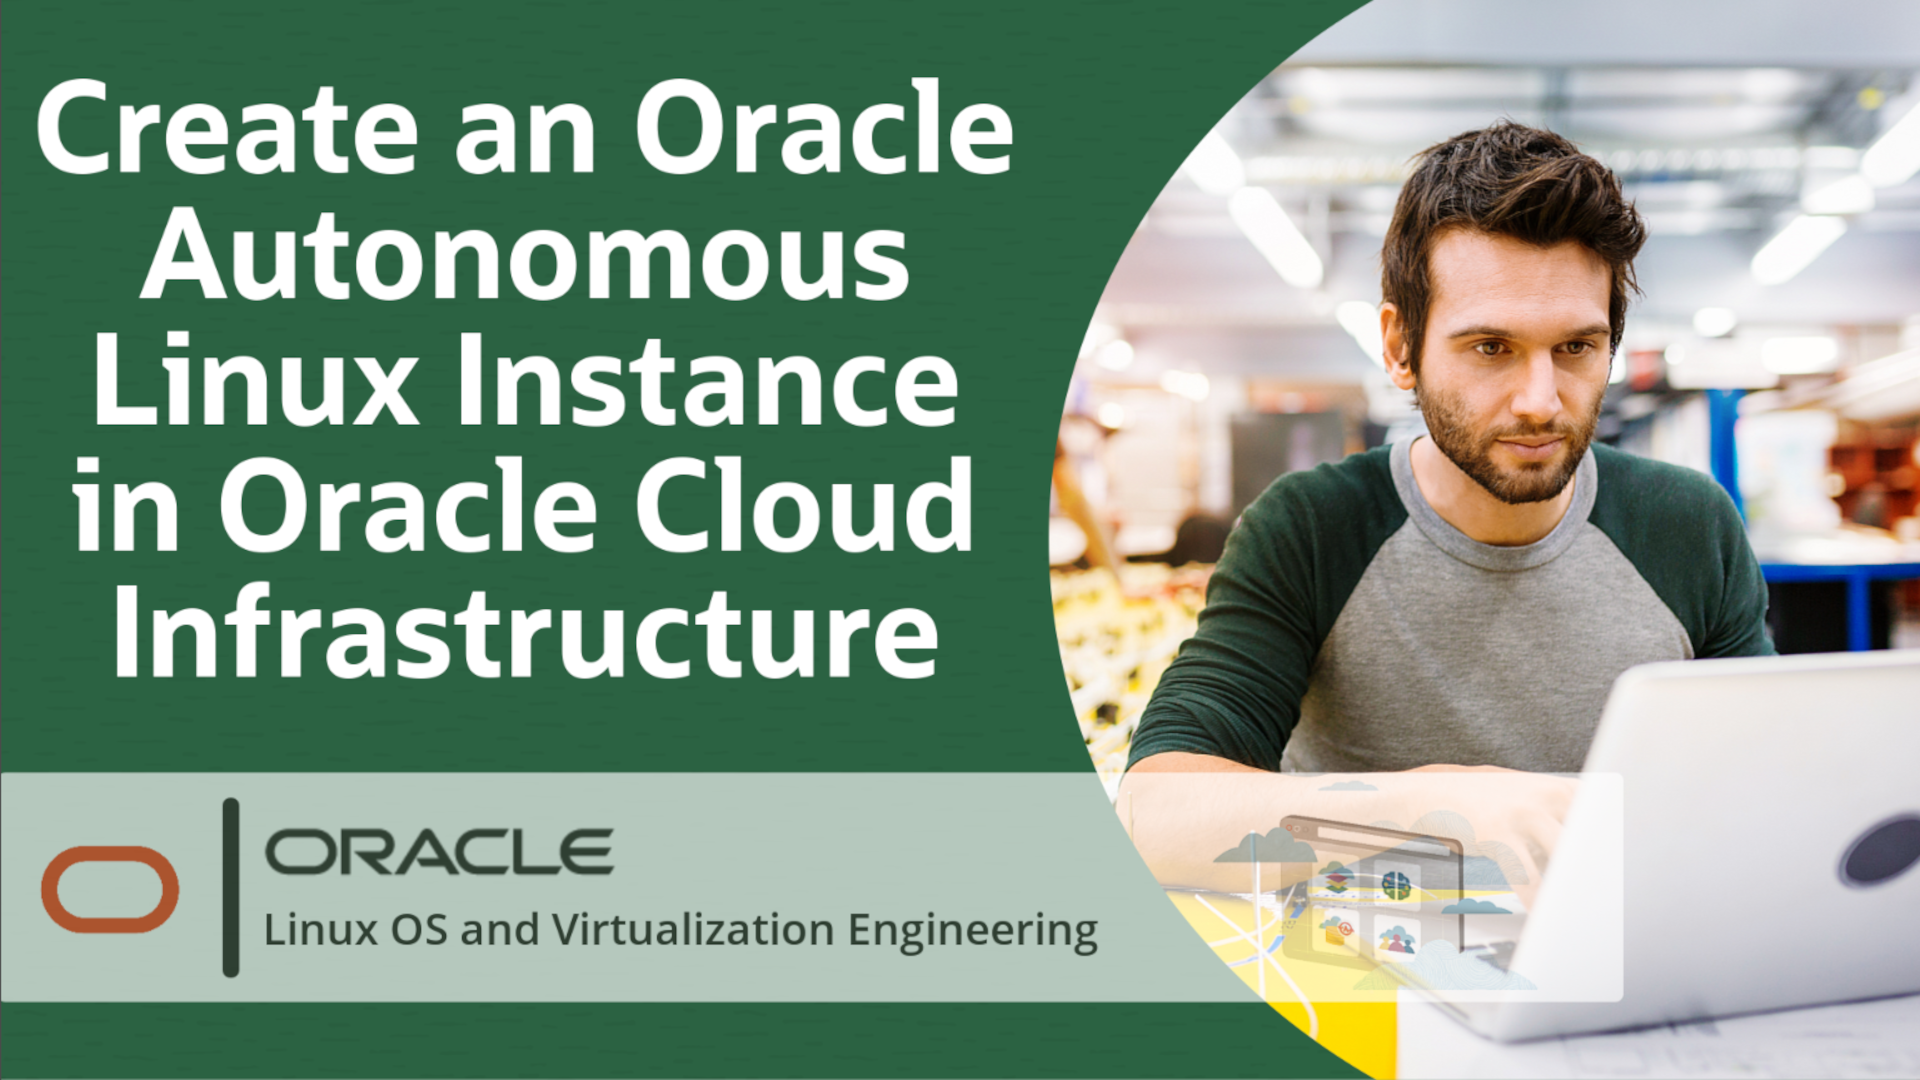 Create an Oracle
Autonomous
Linux Instance
in Oracle Cloud
Infrastructure
ORACLE
Linux OS and Virtualization Engineering